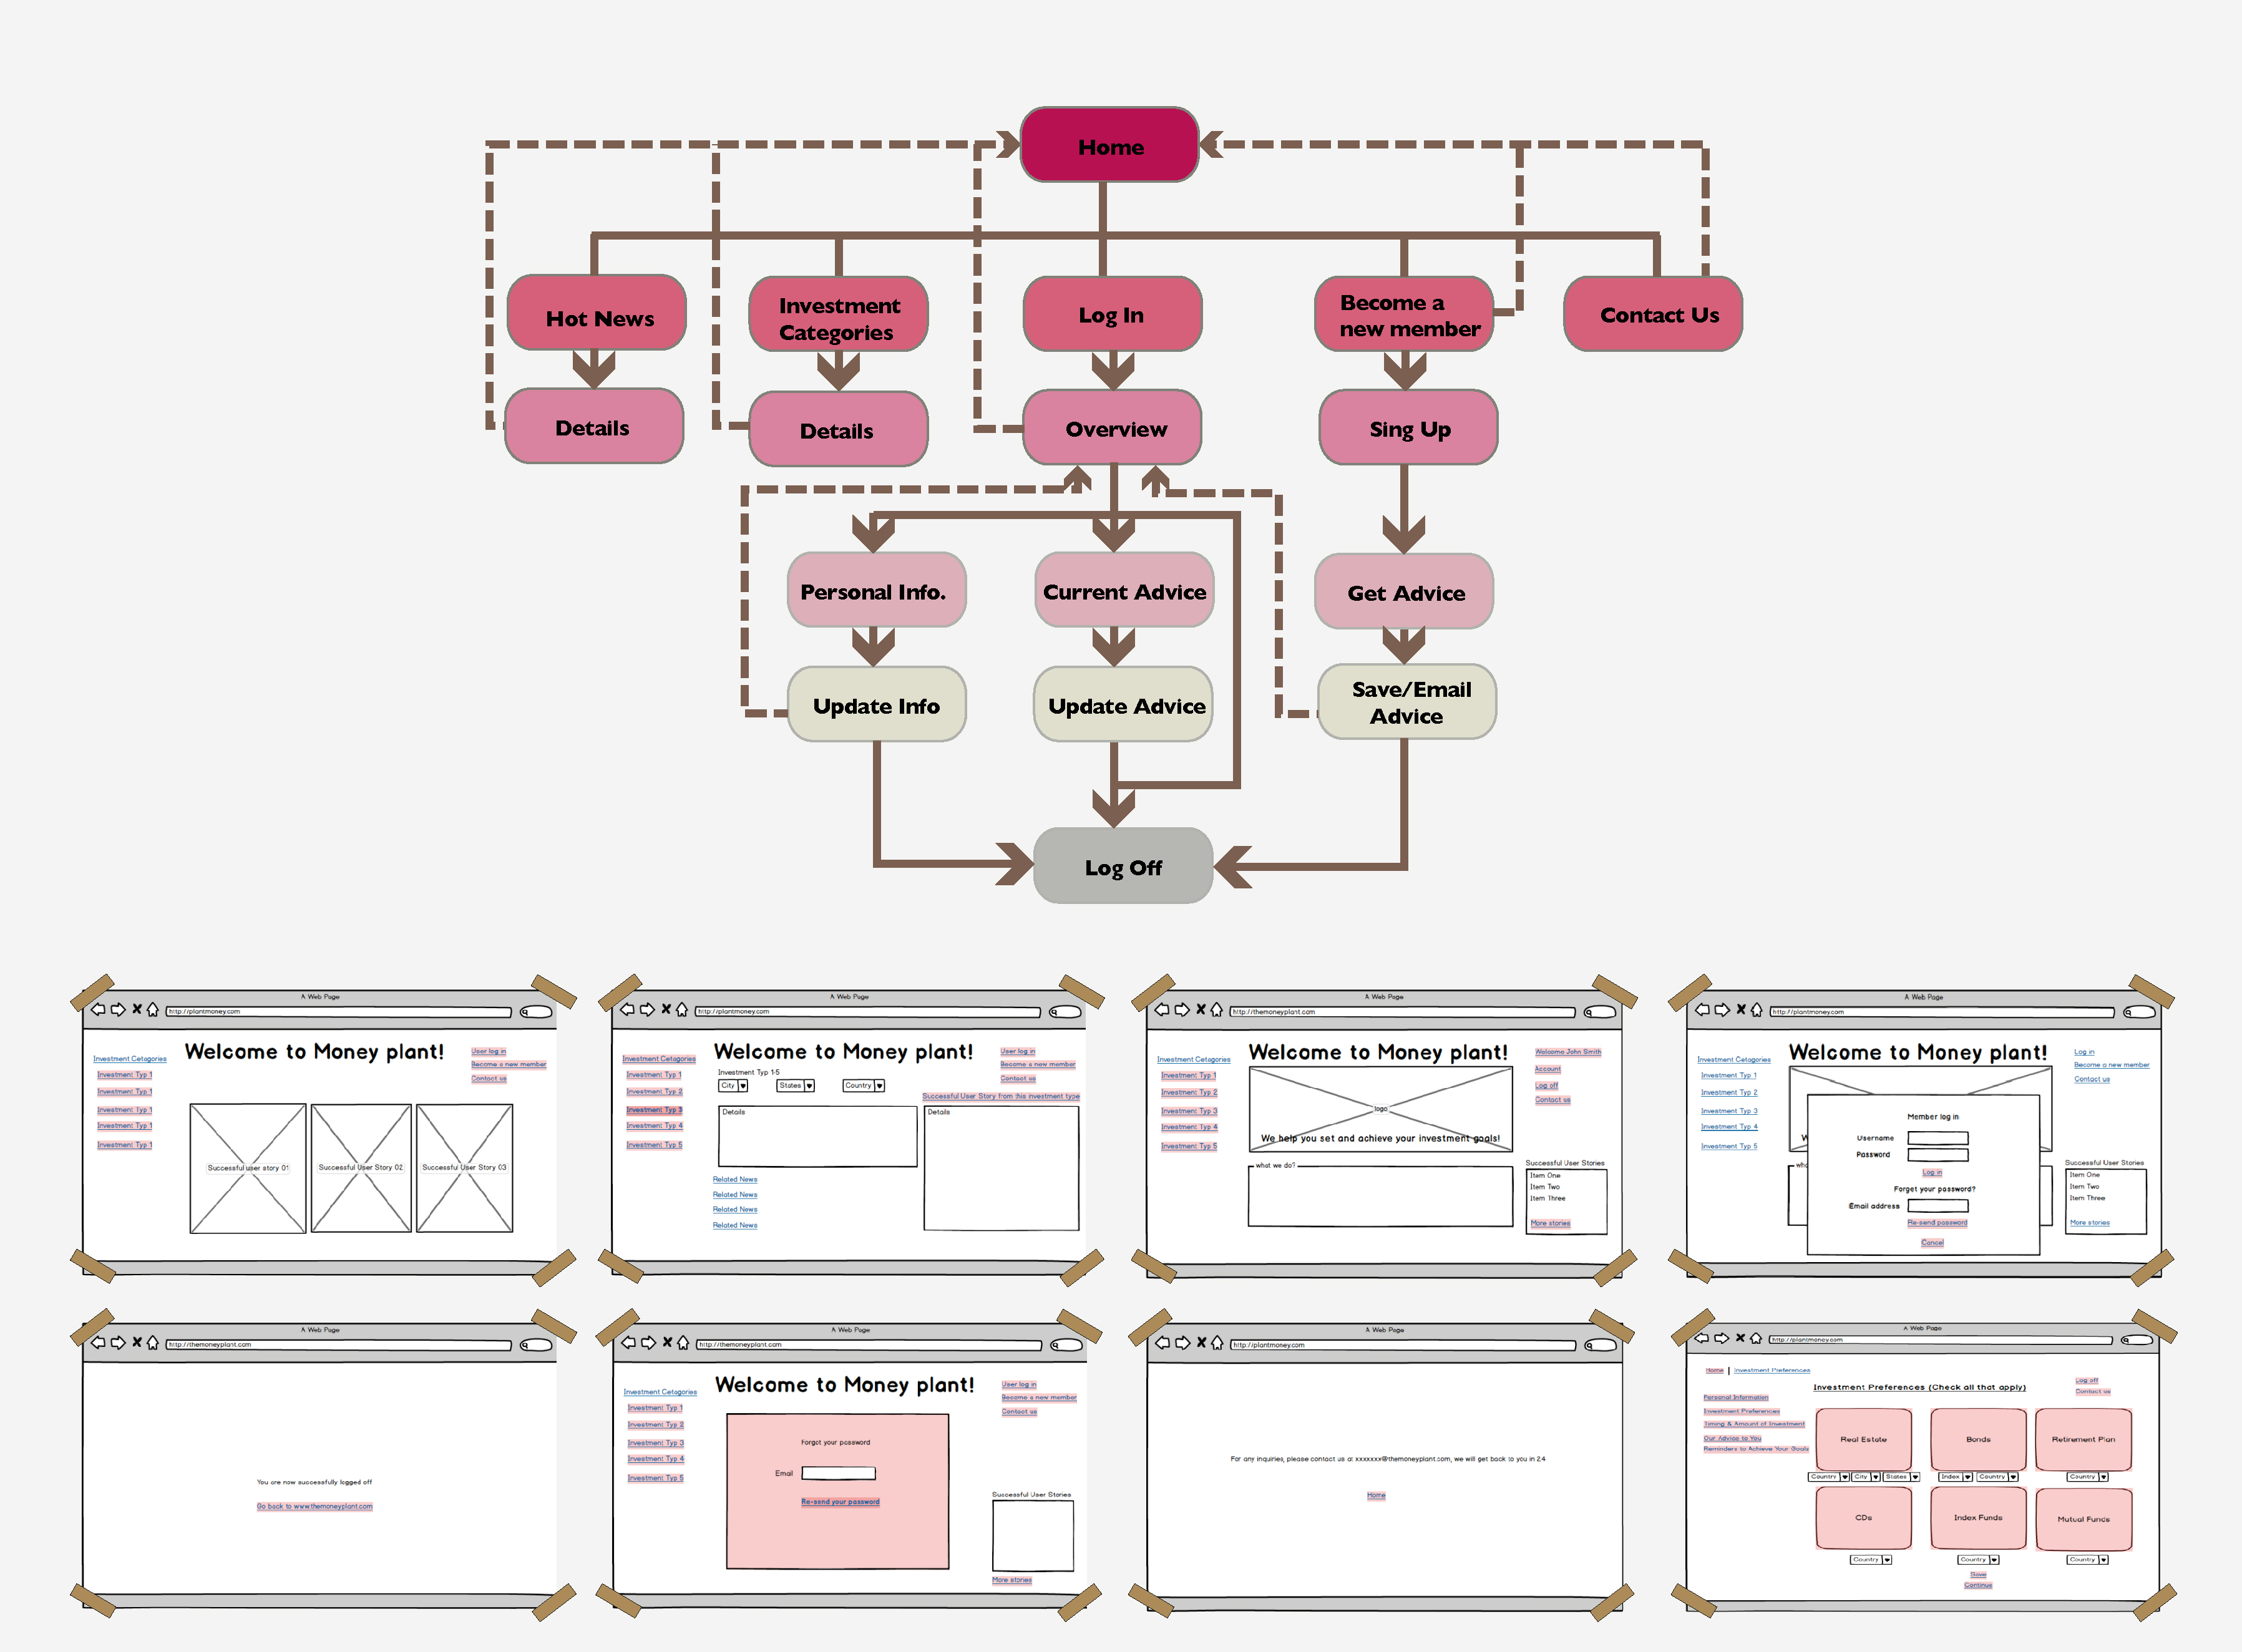 Home
Hot News
Investment
Categories
Log In
Become a
new member
Contact Us
Details
Details
Overview
Sing Up
Personal Info.
Current Advice
Get Advice
Update Info
Update Advice
Save/Email
Advice
Log Off
A Web Page
http://plantmoney.com
Welcome to Money plant!
Investment Cetagories
Investment Typ 1
Investment Typ 1
Investment Typ 1
Investment Typ 1
Investment Typ 1
User log in
Become a new member
Contact us
Successful user story 01
Successful User Story 02
Successful User Story 03
A Web Page
http://plantmoney.com
Welcome to Money plant!
Investment Cetagories
Investment Typ 1
Investment Typ 2
Investment Typ 3
Investment Typ 4
Investment Typ 5
Investment Typ 1-5
City
States
Country
User log in
Become a new member
Contact us
Successful User Story from this investment type
Details
Details
Related News
Related News
Related News
Related News
A Web Page
http://themoneyplant.com
Welcome to Money plant!
Investment Cetagories
Investment Typ 1
Investment Typ 2
Investment Typ 3
Investment Typ 4
Investment Typ 5
Welcome John Smith
Account
Log off
Contact us
logo
We help you set and achieve your investment goals!
what we do?
Successful User Stories
Item One
Item Two
Item Three
More stories
A Web Page
http://plantmoney.com
Welcome to Money plant!
Investment Cetagories
Investment Typ 1
Investment Typ 2
Investment Typ 3
Investment Typ 4
Investment Typ 5
Log in
Become a new member
Contact us
W
who
Member log in
Username
Password
Log in
Forget your password?
Email address
Re-send password
Cancel
Successful User Stories
Item One
Item Two
Item Three
More stories
A Web Page
http://themoneyplant.com
You are now successfully logged off
Go back to www.themoneyplant.com
A Web Page
http://themoneyplant.com
Welcome to Money plant!
Investment Cetagories
Investment Typ 1
Investment Typ 2
Investment Typ 3
Investment Typ 4
Investment Typ 5
User log in
Become a new member
Contact us
Forgot your password
Email
Re-send your password
Successful User Stories
More stories
A Web Page
http://plantmoney.com
For any inquiries, please contact us at xxxxxxx@themoneyplant.com, we will get back to you in 24
Home
A Web Page
http://plantmoney.com
Home | Investment Preferences
Investment Preferences (Check all that apply)
Log off
Contact us
Personal Information
Investment Preferences
Timing & Amount of Investment
Our Advice to You
Reminders to Achieve Your Goals
Real Estate
Bonds
Retirement Plan
Country
City
States
Index
Country
Country
CDs
Index Funds
Mutual Funds
Country
Country
Country
Save
Continue